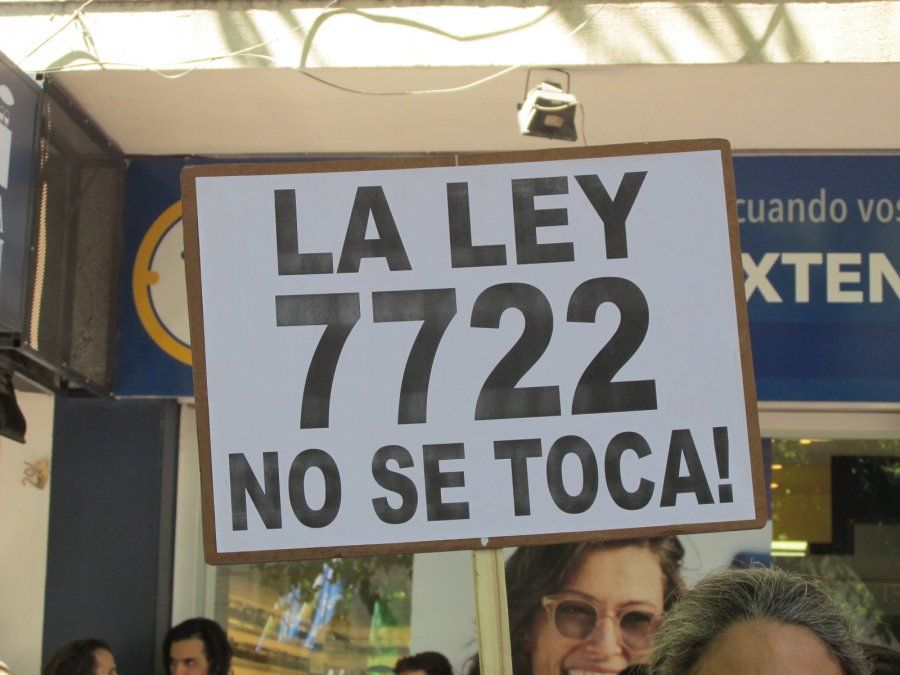 LA LEY
7722
NO SE TOCA!
cuando vos
XTEN